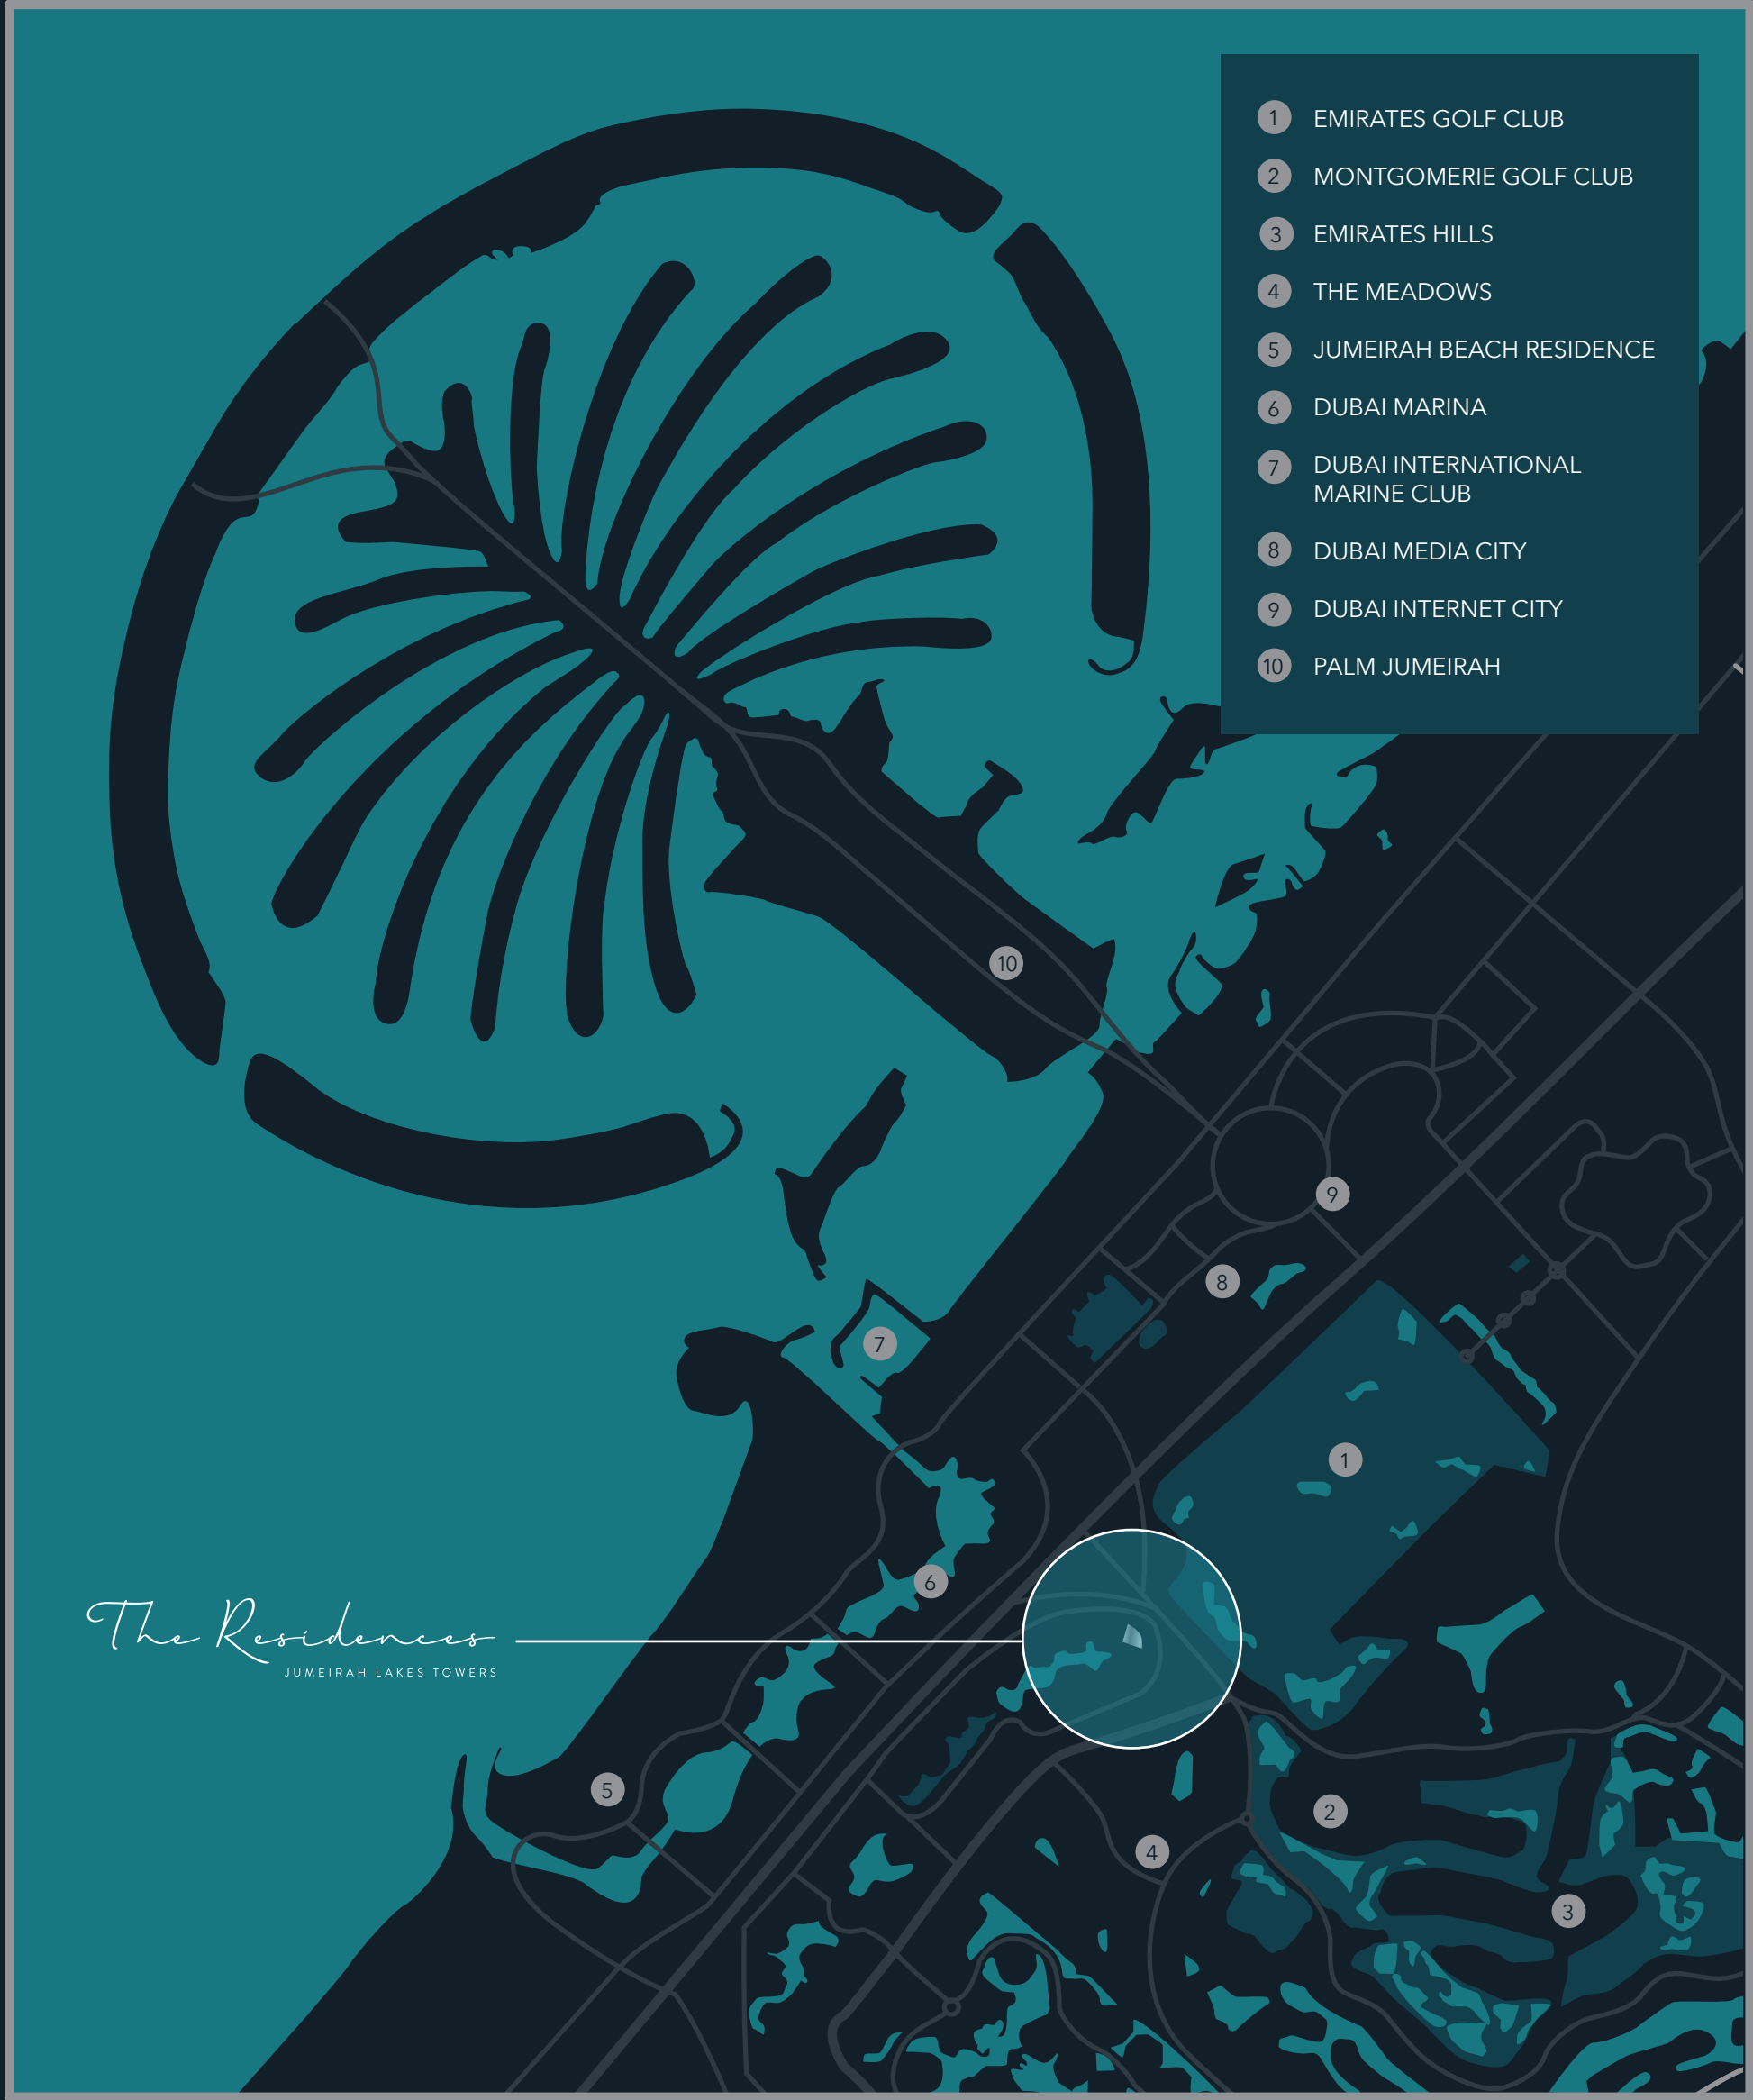 1 EMIRATES GOLF CLUB
2 MONTGOMERIE GOLF CLUB
3 EMIRATES HILLS
4 THE MEADOWS
5 JUMEIRAH BEACH RESIDENCE
6 DUBAI MARINA
7 DUBAI INTERNATIONAL
MARINE CLUB
8 DUBAI MEDIA CITY
9 DUBAI INTERNET CITY
10 PALM JUMEIRAH
10
9
8
7
1
6
The Residences
JUMEIRAH LAKES TOWERS
5
2
4
3